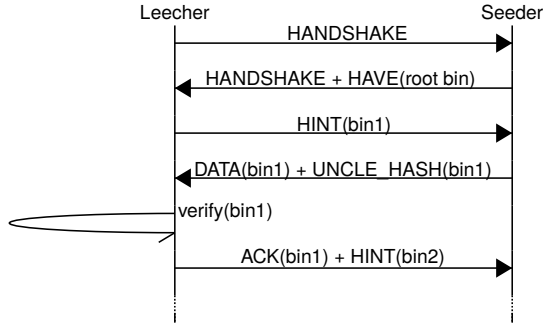 Leecher Seeder
HANDSHAKE
HANDSHAKE + HAVE(root bin)
HINT(bin1)
DATA(bin1) + UNCLE_HASH(bin1)
verify(bin1)
ACK(bin1) + HINT(bin2)